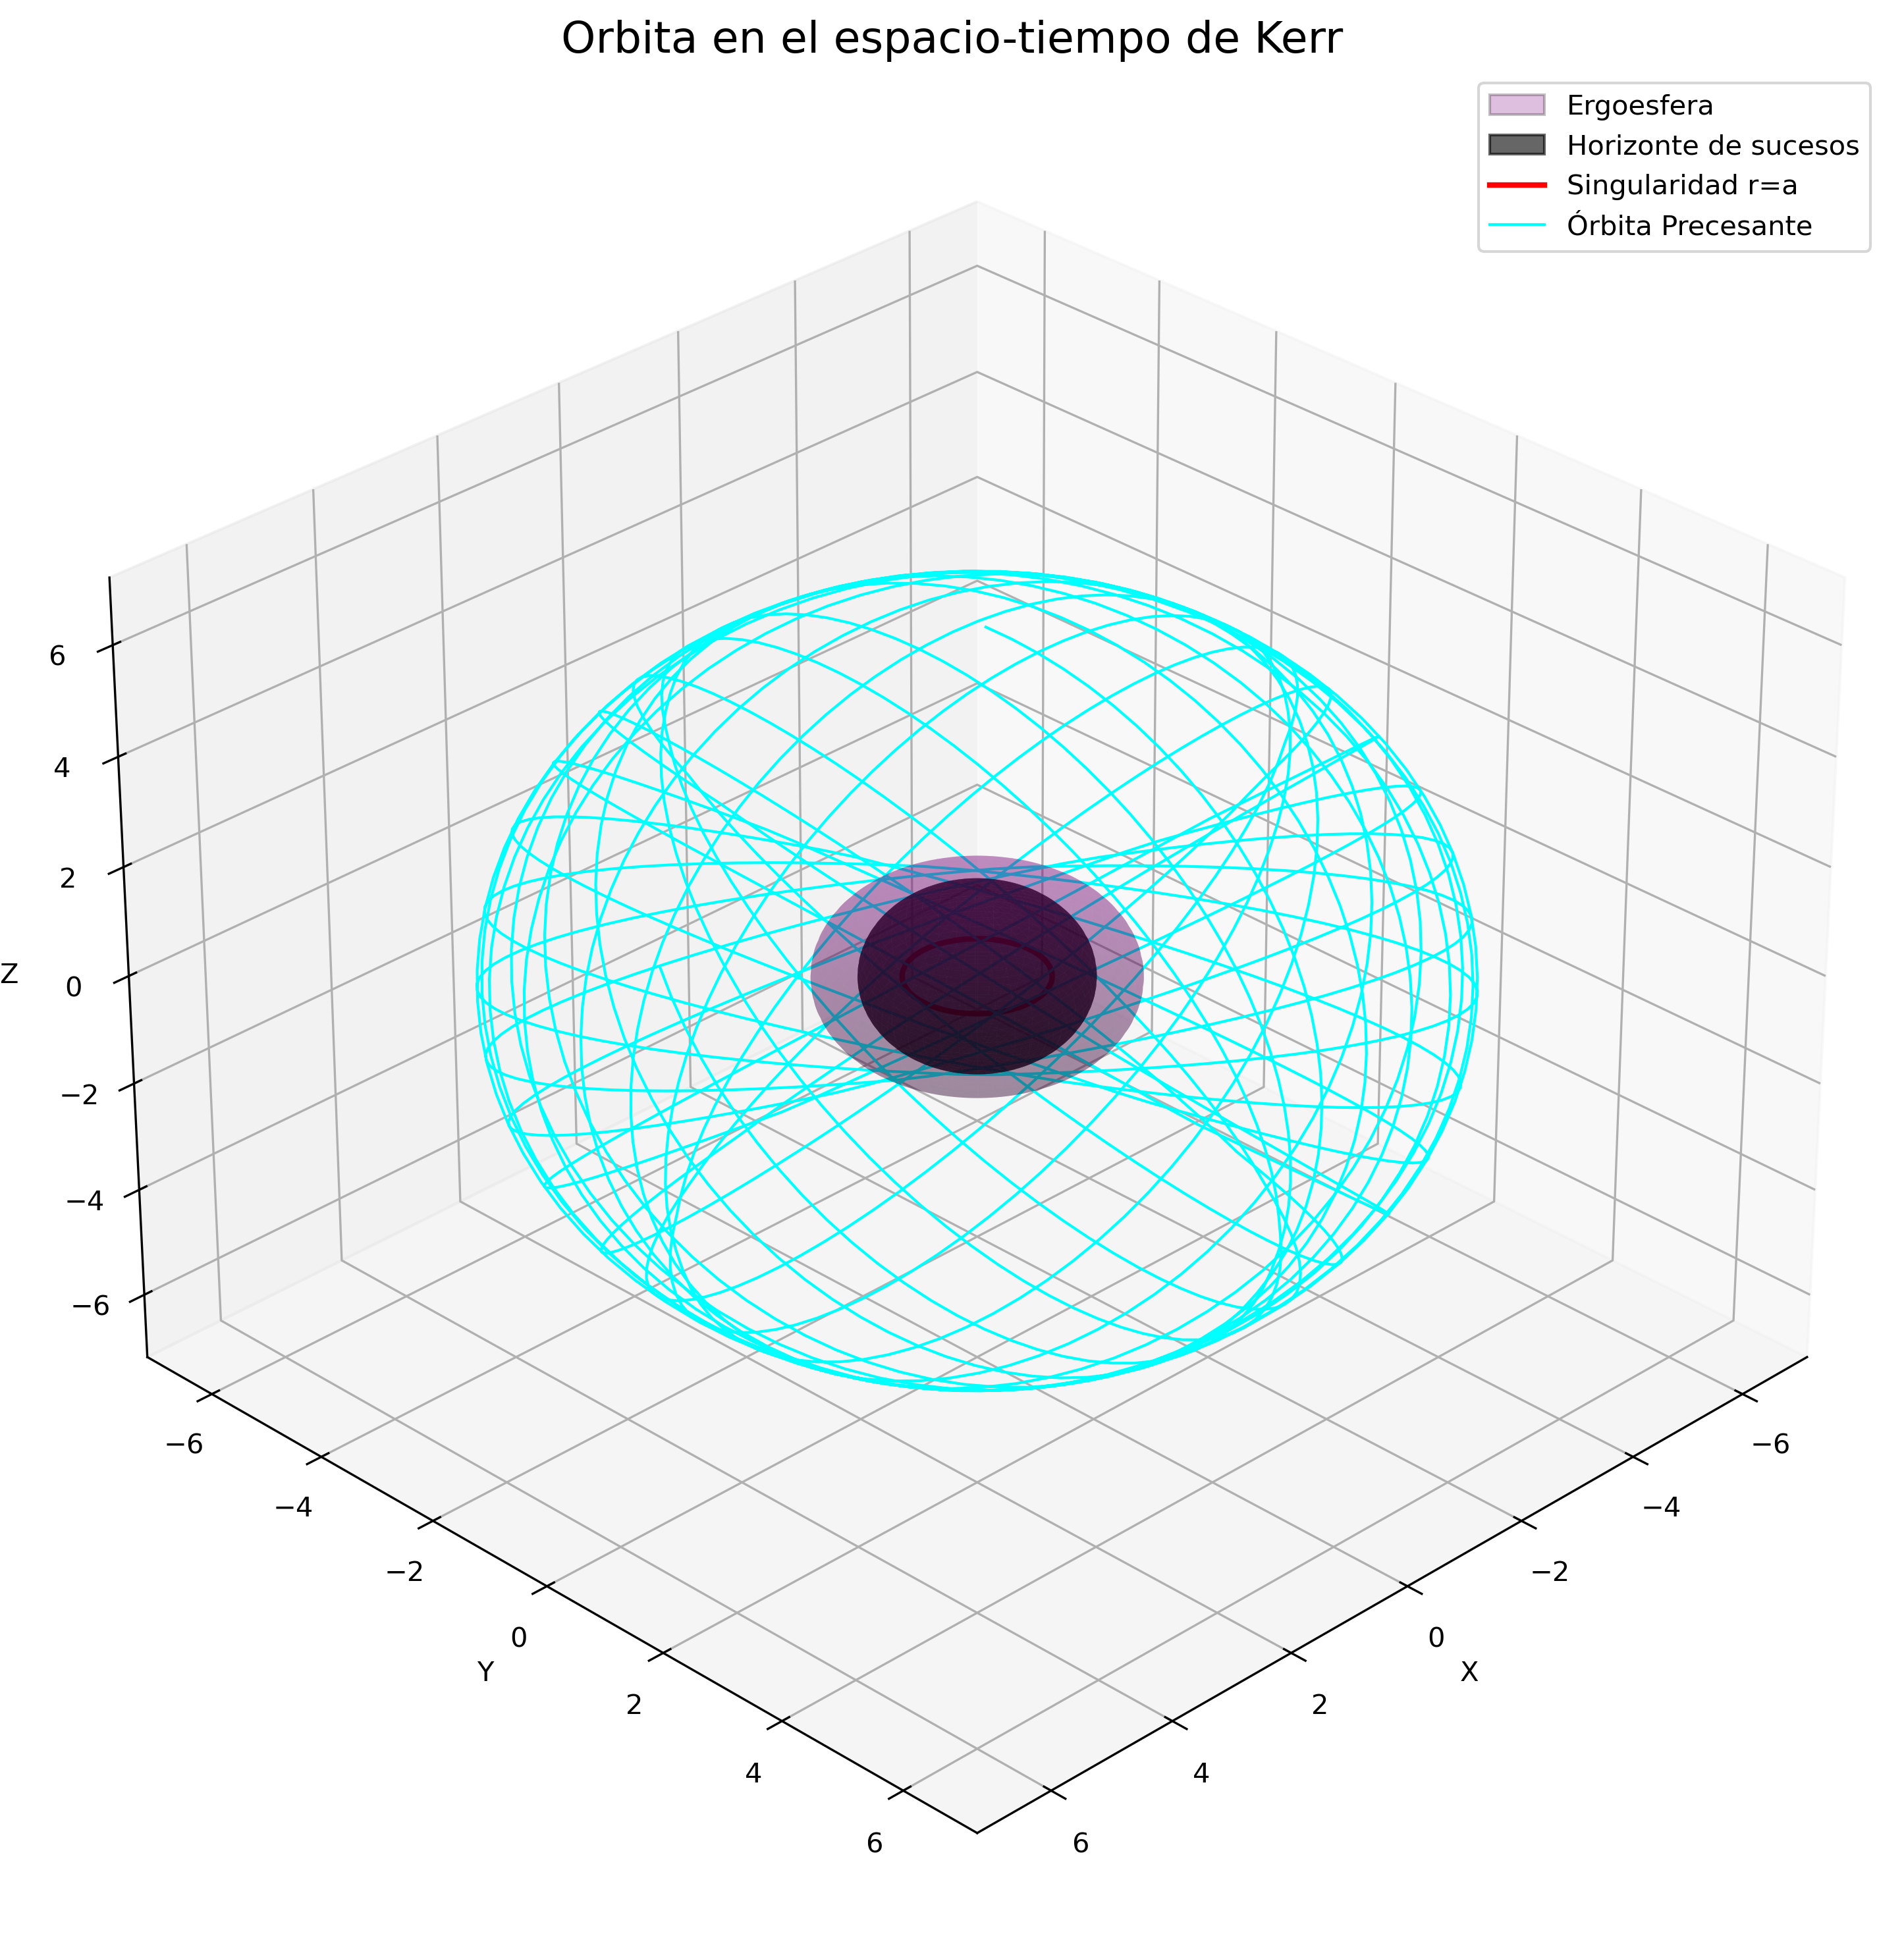 Orbita en el espacio-tiempo de Kerr
Ergoesfera
Horizonte de sucesos
Singularidad r=a
Órbita Precesante
6
4
2
0
−2
−4
−6
Z
−6
−4
−2
0
2
4
6
Y
−6
−4
−2
0
2
4
6
X